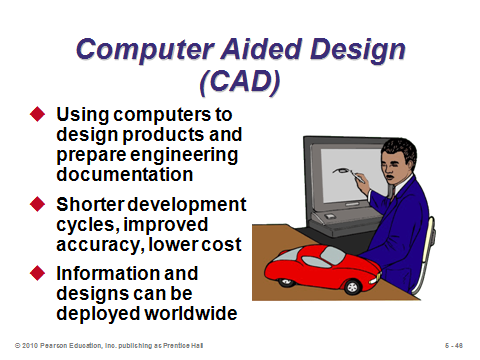 Computer Aided Design
(CAD)
Using computers to
design products and
prepare engineering
documentation
Shorter development
cycles, improved
accuracy, lower cost
Information and
designs can be
deployed worldwide
© 2010 Pearson Education, Inc. publishing as Prentice Hall
5 - 46